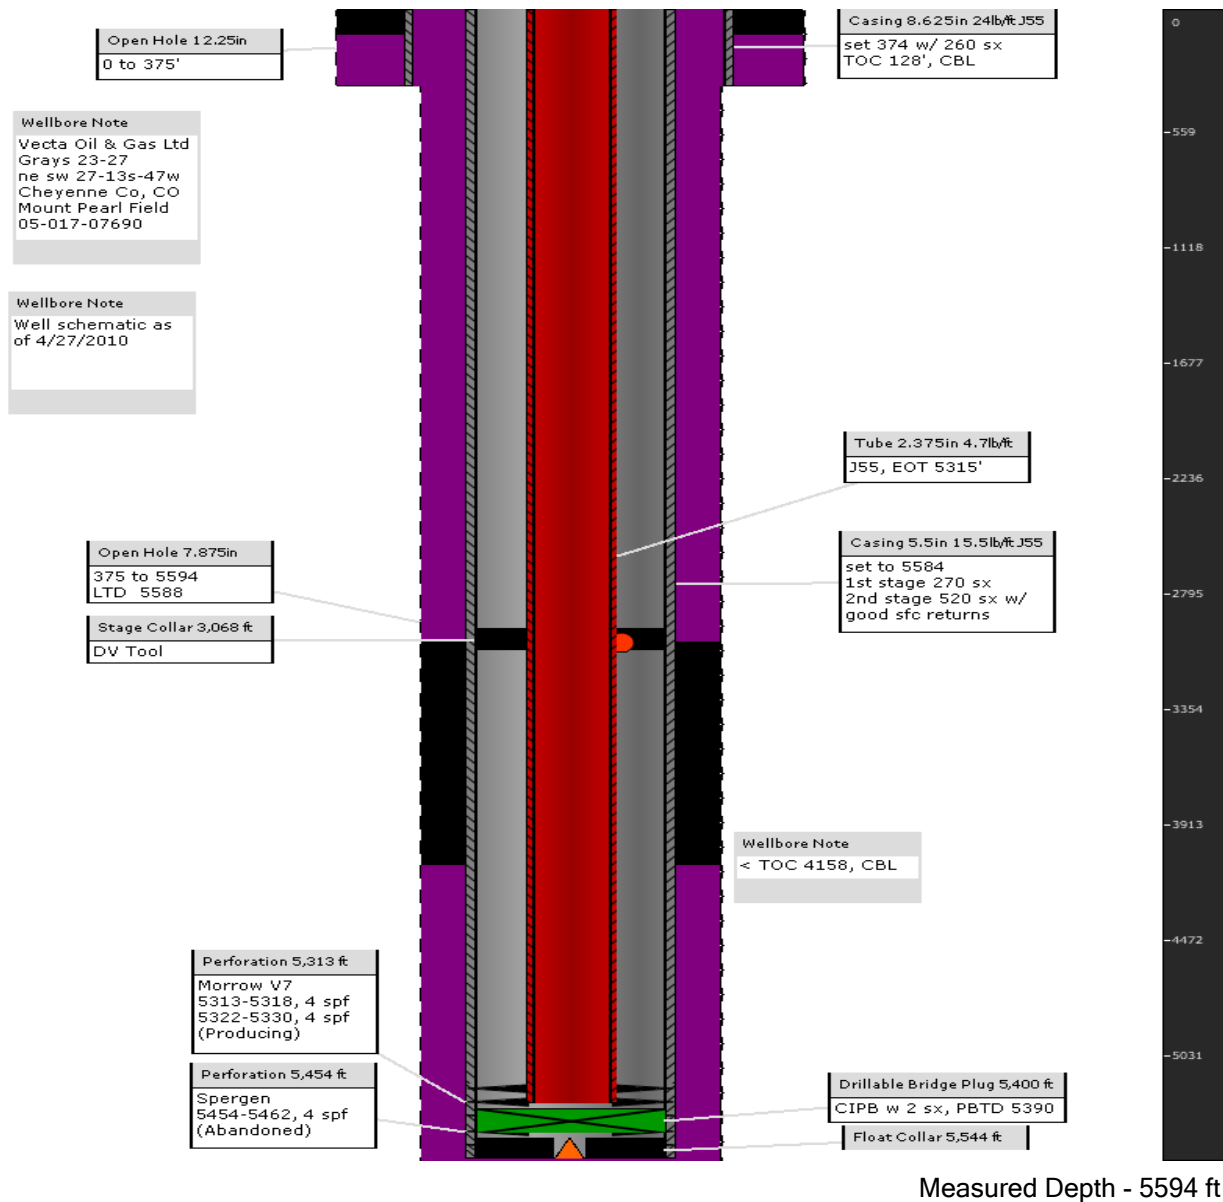 Open Hole 12.25in
0 to 375'
Casing 8.625in 24lb/ft J55
set 374 w/ 260 sx
TOC 128', CBL
Wellbore Note
Vecta Oil & Gas Ltd
Grays 23-27
ne sw 27-13s-47w
Cheyenne Co, CO
Mount Pearl Field
05-017-07690
Wellbore Note
Well schematic as
of 4/27/2010
Tube 2.375in 4.7lb/ft
J55, EOT 5315'
Open Hole 7.875in
375 to 5594
LTD 5588
Casing 5.5in 15.5lb/ft J55
set to 5584
1st stage 270 sx
2nd stage 520 sx w/
good sfc returns
Stage Collar 3,068 ft
DV Tool
Wellbore Note
< TOC 4158, CBL
Perforation 5,313 ft
Morrow V7
5313-5318, 4 spf
5322-5330, 4 spf
(Producing)
Perforation 5,454 ft
Spergen
5454-5462, 4 spf
(Abandoned)
Drillable Bridge Plug 5,400 ft
CIPB w 2 sx, PBTD 5390
Float Collar 5,544 ft
0
559
1118
1677
2236
2795
3354
3913
4472
5031
Measured Depth - 5594 ft